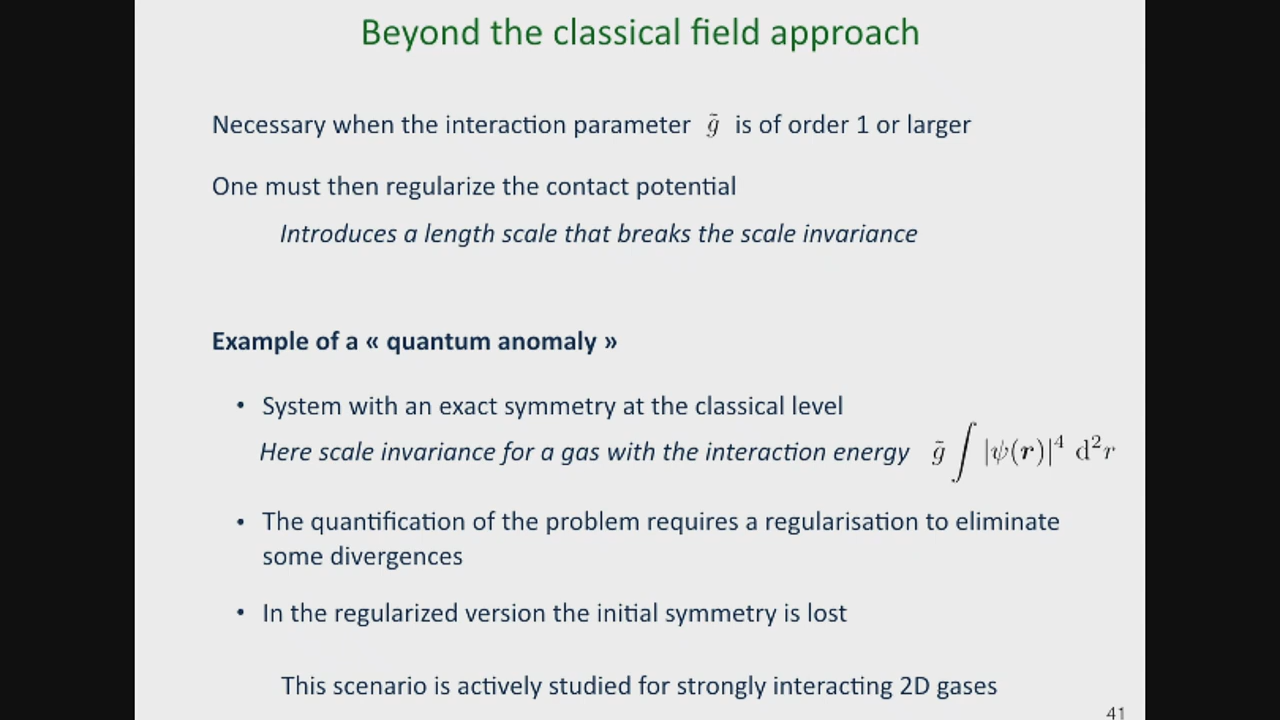 Beyond the classical field approach
Necessary when the interaction parameter g̃ is of order 1 or larger
One must then regularize the contact potential
Introduces a length scale that breaks the scale invariance
Example of a « quantum anomaly »
• System with an exact symmetry at the classical level
Here scale invariance for a gas with the interaction energy g̃ ∫ |ψ(r)|⁴ d²r
• The quantification of the problem requires a regularisation to eliminate
some divergences
• In the regularized version the initial symmetry is lost
This scenario is actively studied for strongly interacting 2D gases
41